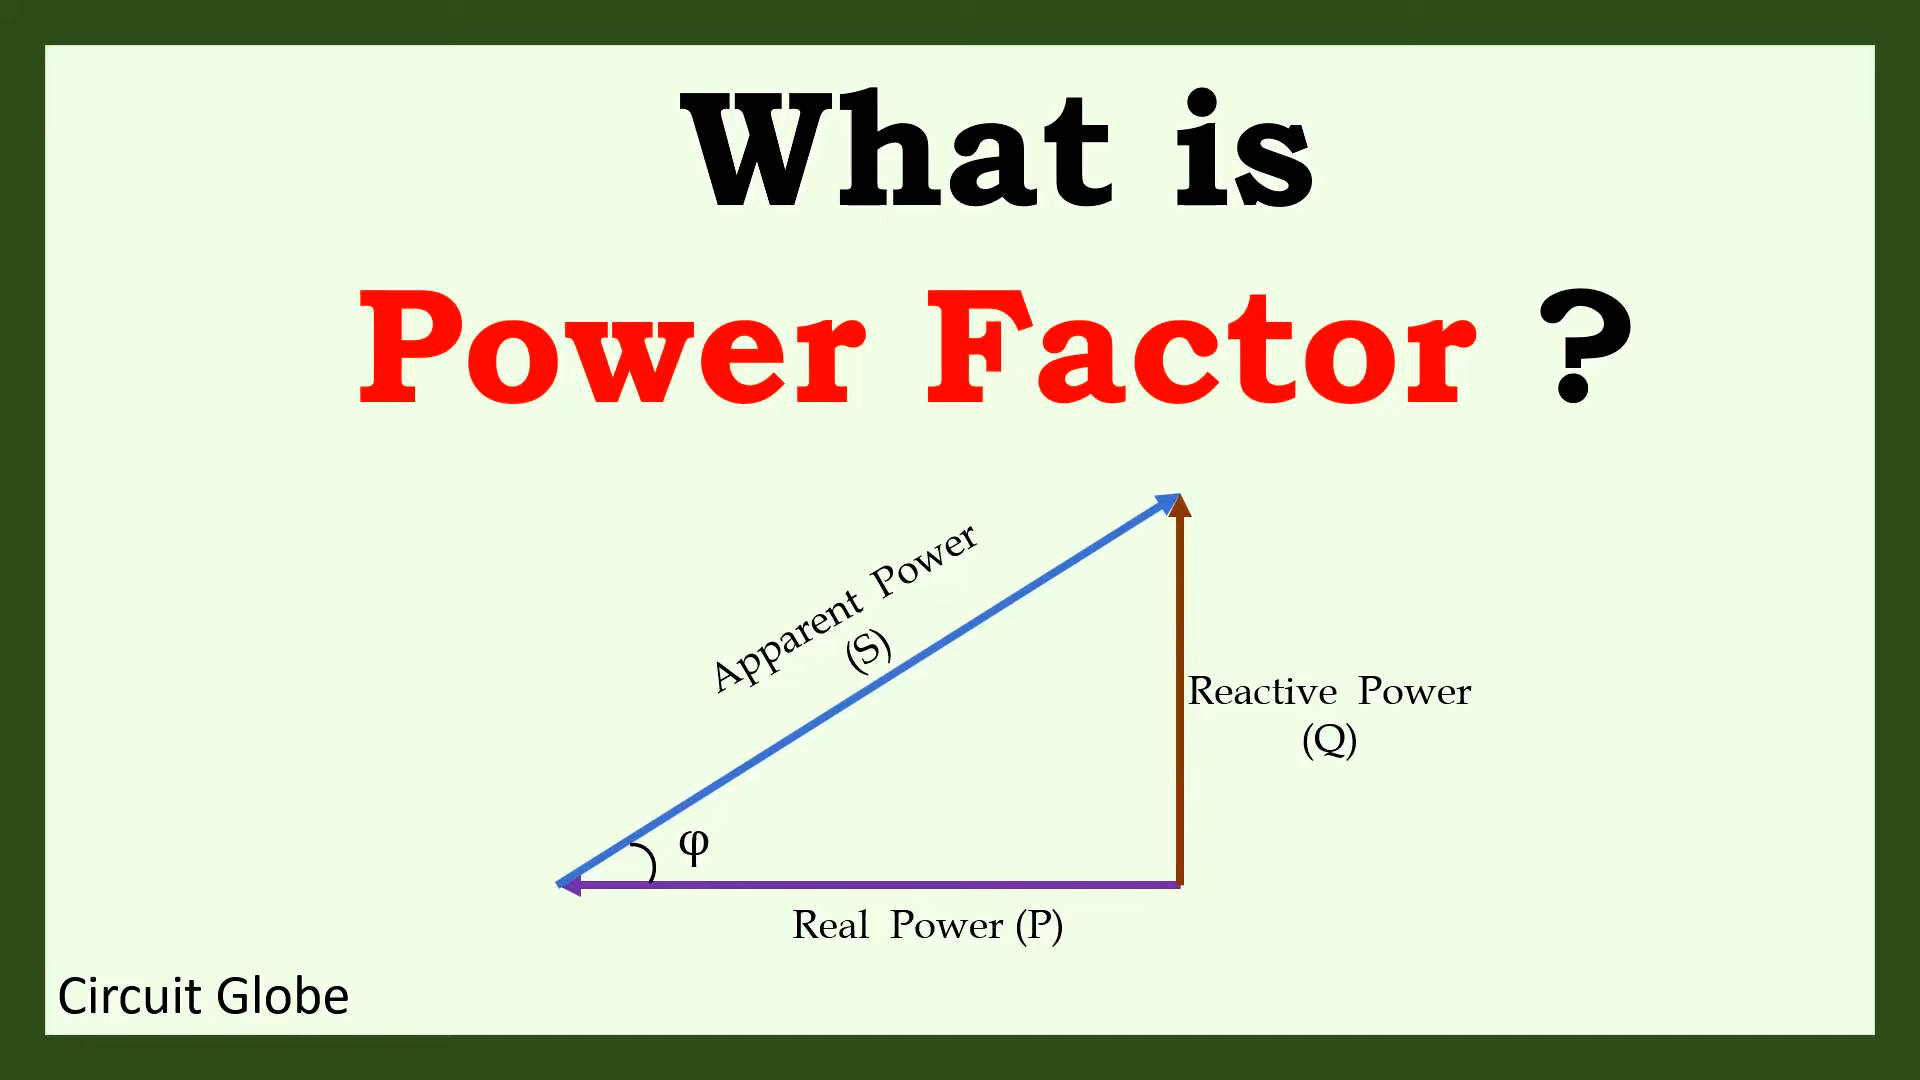 What is
Power Factor ?
Apparent Power
(S)
Reactive Power
(Q)
φ
Real Power (P)
Circuit Globe